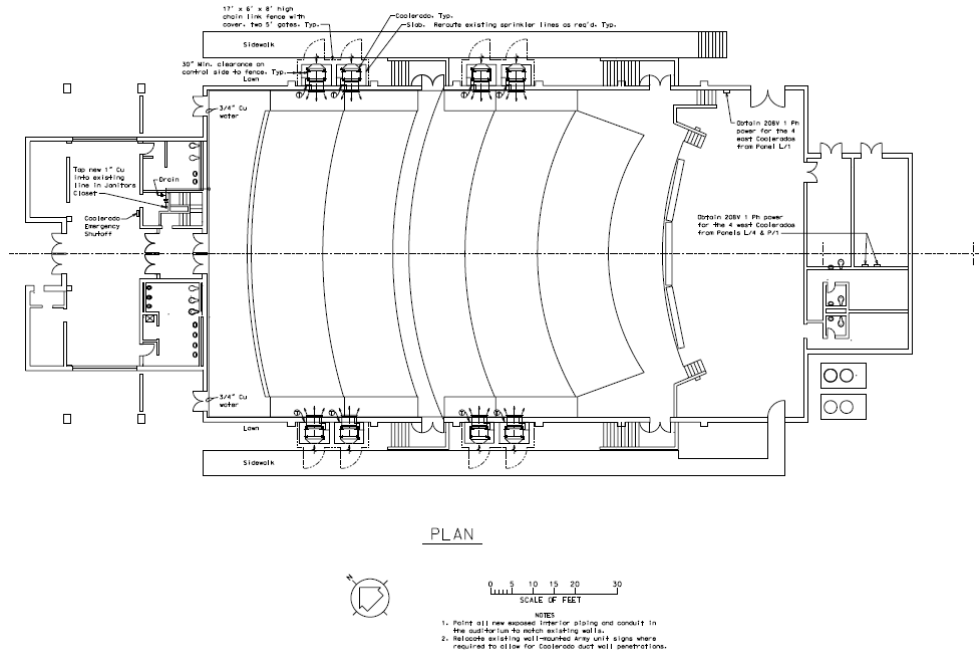 17' x 6' x 8' high
chain link fence with
cover, two 5' gates. Typ.
Coolerado. Typ.
Slab. Reroute existing sprinkler lines as req'd. Typ.
Sidewalk
30" Min. clearance on
control side to fence. Typ.
Lawn
3/4" Cu
water
Obtain 208V 1 Ph
power for the 4
east Coolerados
from Panel L/1
Tap new 1" Cu
into existing
line in Janitors
Closet
Drain
Coolerado
Emergency
Shutoff
Obtain 208V 1 Ph power
for the 4 west Coolerados
from Panels L/4 & P/1
3/4" Cu
water
Lawn
Sidewalk
PLAN
N
0 5 10 15 20 30
SCALE OF FEET
NOTES
1. Paint all new exposed interior piping and conduit in
the auditorium to match existing walls.
2. Relocate existing wall-mounted Army unit signs where
required to allow for Coolerado duct wall penetrations.